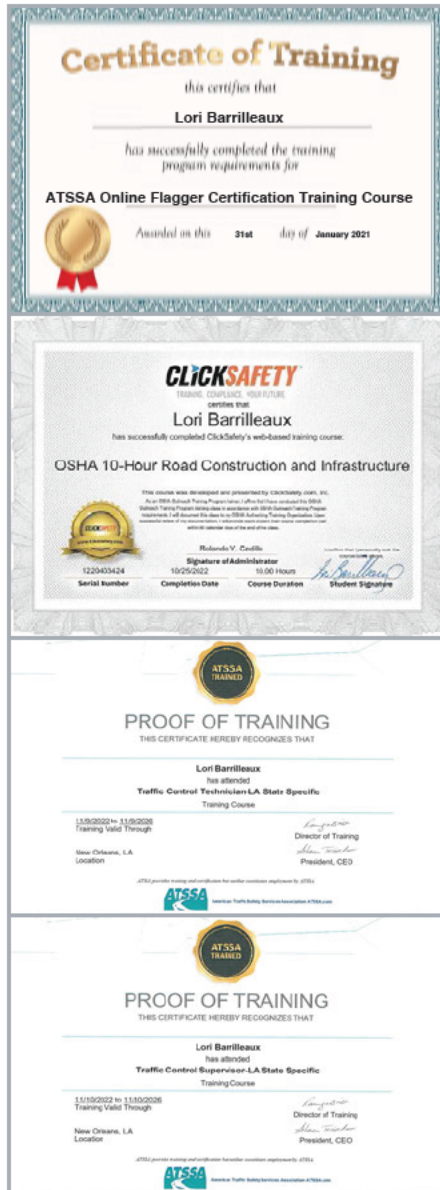 Certificate of Training
this certifies that
Lori Barrilleaux
has successfully completed the training
program requirements for
ATSSA Online Flagger Certification Training Course
Awarded on this 31st day of January 2021
CLICKSAFETY
TRAINING. COMPLIANCE. YOUR FUTURE
certifies that
Lori Barrilleaux
has successfully completed ClickSafety's web-based training course:
OSHA 10-Hour Road Construction and Infrastructure
This course was developed and presented by ClickSafety.com, Inc.
CLICKSAFETY
Signature of Administrator
1220403424 10/25/2022 10.00 Hours
Serial Number Completion Date Course Duration Student Signature
ATSSA
TRAINED
PROOF OF TRAINING
THIS CERTIFICATE HEREBY RECOGNIZES THAT
Lori Barrilleaux
has attended
Traffic Control Technician-LA State Specific
Training Course
11/9/2022 to 11/9/2026
Training Valid Through
Director of Training
New Orleans, LA
Location
President, CEO
ATSSA American Traffic Safety Services Association ATSSA.com
ATSSA
TRAINED
PROOF OF TRAINING
THIS CERTIFICATE HEREBY RECOGNIZES THAT
Lori Barrilleaux
has attended
Traffic Control Supervisor-LA State Specific
Training Course
11/10/2022 to 11/10/2026
Training Valid Through
Director of Training
New Orleans, LA
Location
President, CEO
ATSSA American Traffic Safety Services Association ATSSA.com